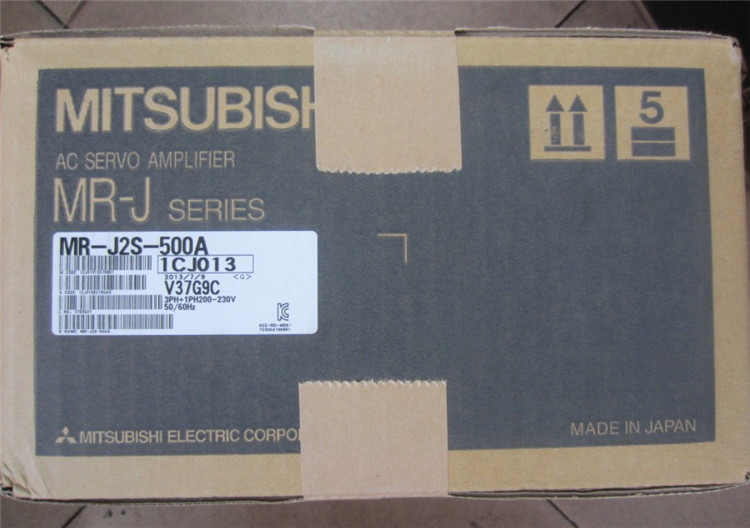 MITSUBISH
5
AC SERVO AMPLIFIER
MR-J SERIES
MR-J2S-500A
1CJ013
2013/7/9 <G>
V37G9C
3PH+1PH200-230V
50/60Hz
MITSUBISHI ELECTRIC CORPO
MADE IN JAPAN